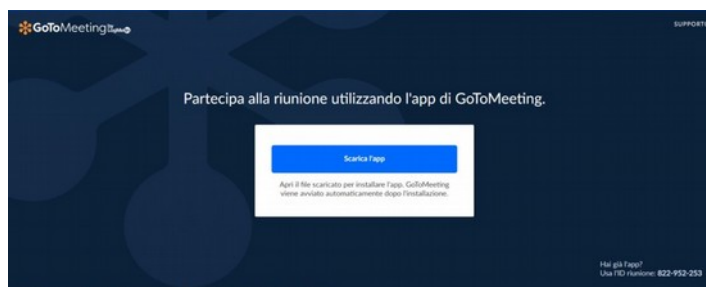 GoToMeeting
SUPPORT
Partecipa alla riunione utilizzando l'app di GoToMeeting.
Scarica l'app
Apri il file scaricato per installare l'app. GoToMeeting
viene avviato automaticamente dopo l'installazione.
Hai già l'app?
Usa l'ID riunione: 822-952-253